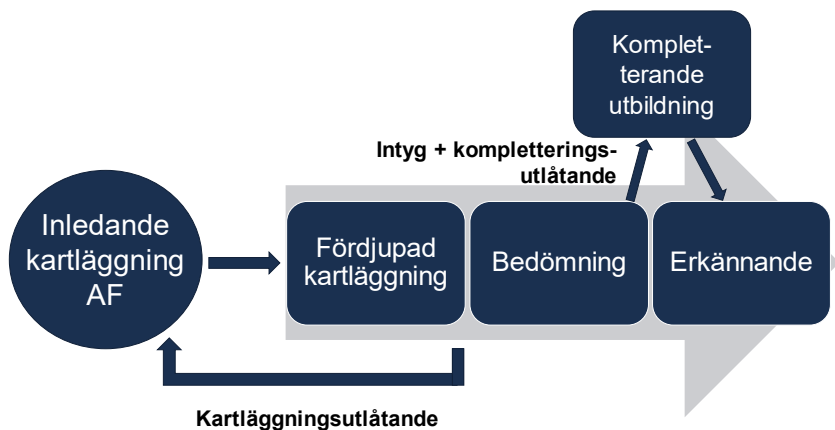 Komplet-
terande
utbildning
Intyg + kompletterings-
utlåtande
Inledande
kartläggning
AF
Fördjupad
kartläggning
Bedömning
Erkännande
Kartläggningsutlåtande